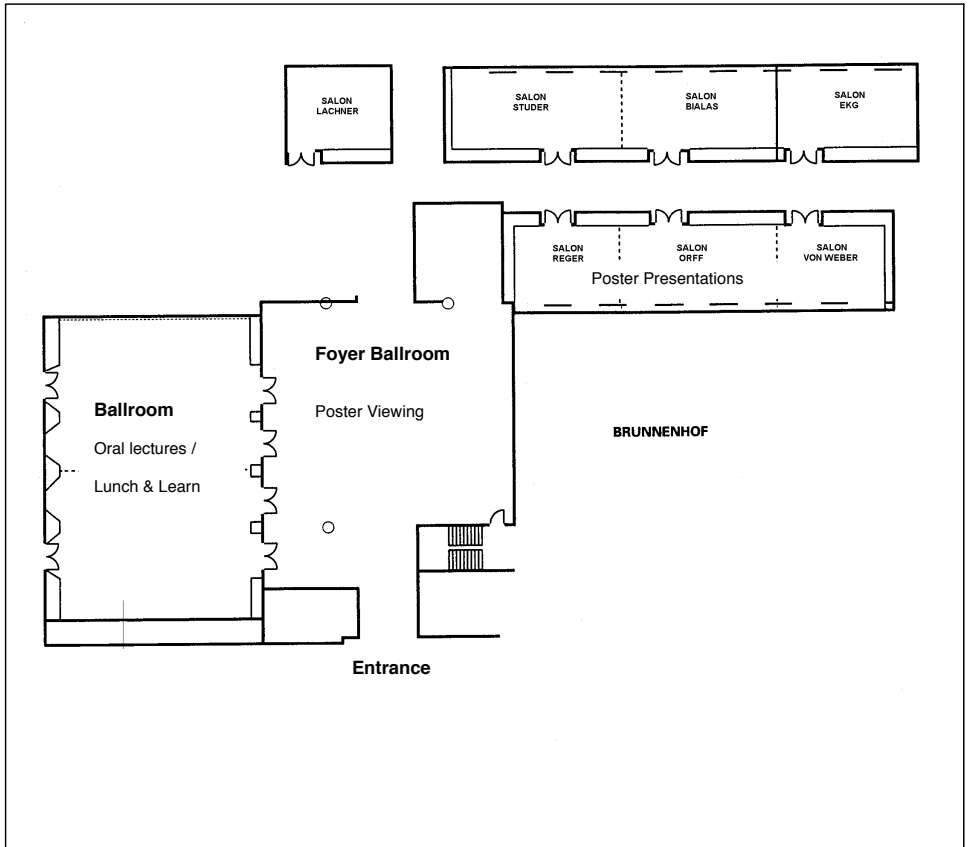 SALON
LACHNER
SALON
STUDER
SALON
BIALAS
SALON
EKG
SALON
REGER
SALON
ORFF
SALON
VON WEBER
Poster Presentations
Foyer Ballroom
Poster Viewing
Ballroom
Oral lectures /
Lunch & Learn
BRUNNENHOF
Entrance